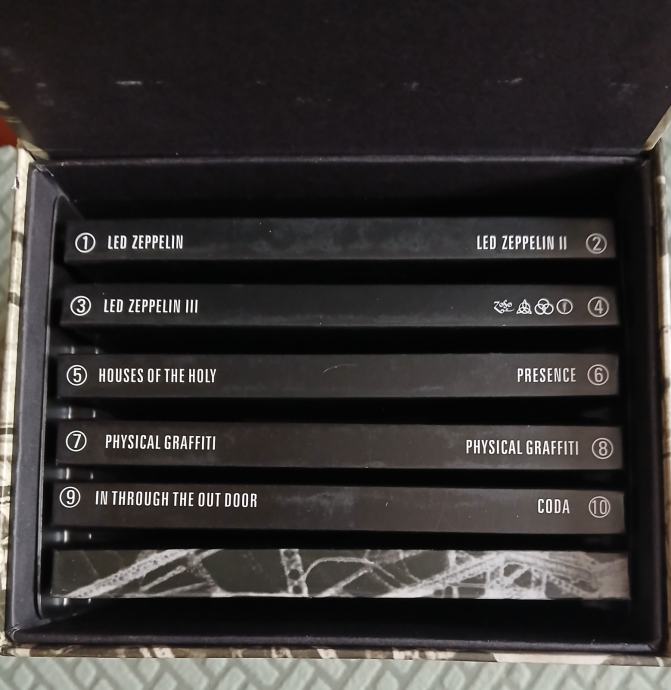 ① LED ZEPPELIN LED ZEPPELIN II ②
③ LED ZEPPELIN III ④
⑤ HOUSES OF THE HOLY PRESENCE ⑥
⑦ PHYSICAL GRAFFITI PHYSICAL GRAFFITI ⑧
⑨ IN THROUGH THE OUT DOOR CODA ⑩